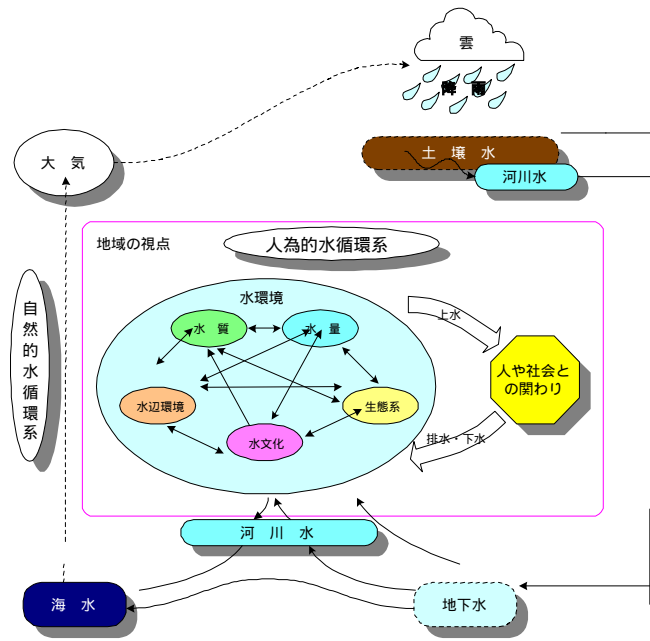 雲
降 雨
大 気
土 壌 水
河川水
地域の視点
人為的水循環系
自然的水循環系
水環境
水 質
水 量
上水
人や社会と
の関わり
水辺環境
生態系
水文化
排水・下水
河 川 水
海 水
地下水